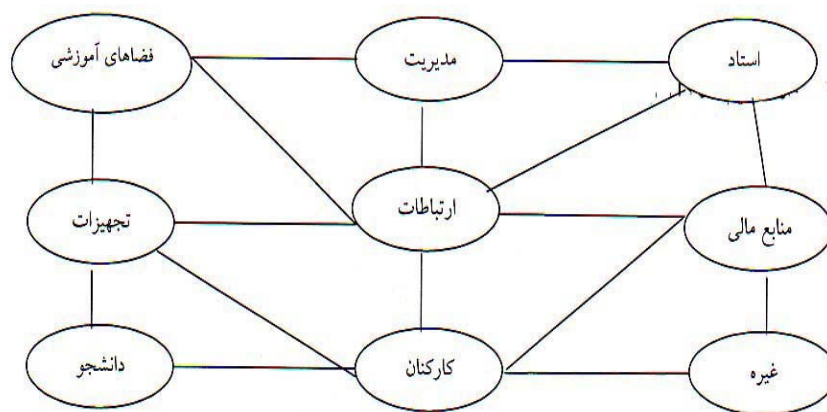 استاد
مدیریت
فضاهای آموزشی
منابع مالی
ارتباطات
تجهیزات
غیره
کارکنان
دانشجو